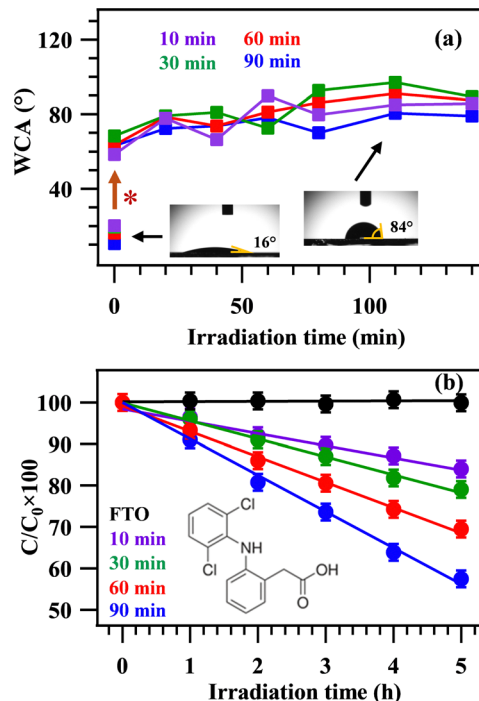 (a)
10 min 60 min
30 min 90 min
120
80
40
0
WCA (°)
*
16°
84°
0 50 100
Irradiation time (min)
(b)
100
90
80
70
60
50
C/C₀×100
FTO
10 min
30 min
60 min
90 min
Cl
NH
Cl
OH
O
0 1 2 3 4 5
Irradiation time (h)